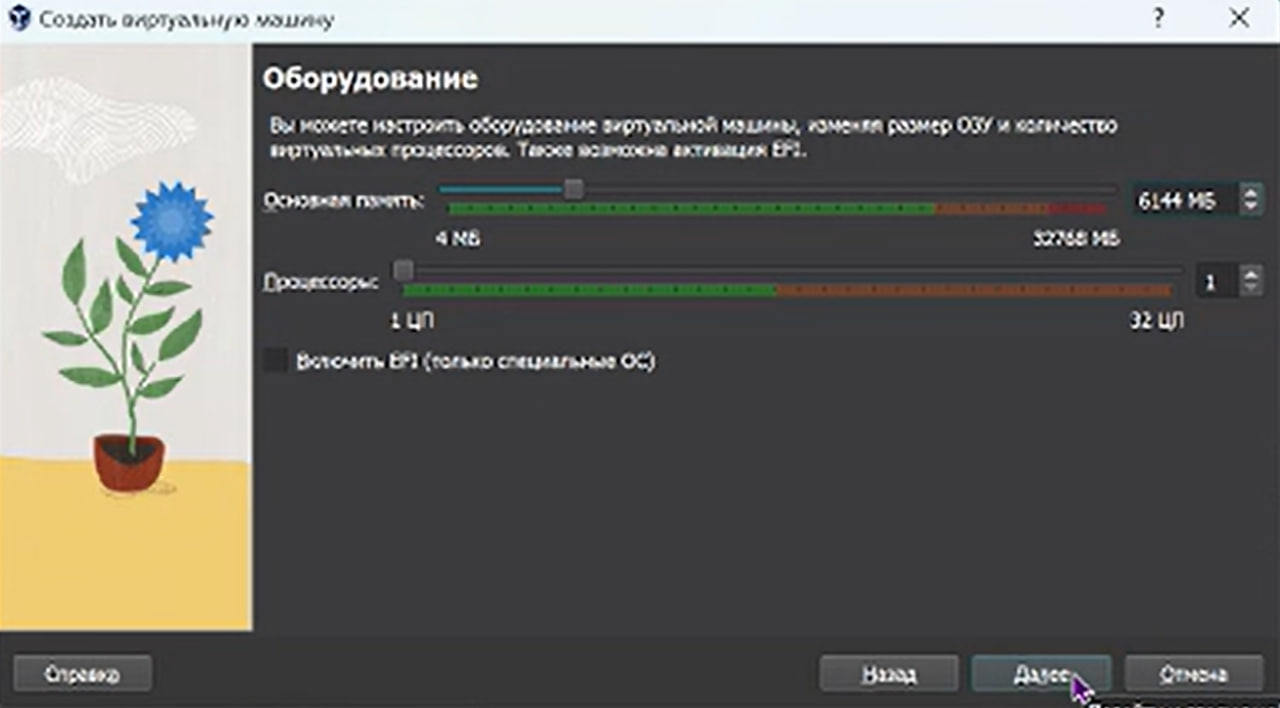 Создать виртуальную машину
?
Оборудование
Вы можете настроить оборудование виртуальной машины, изменяя размер ОЗУ и количество
виртуальных процессоров. Также возможна активация EFI.
Основная память:
6144 МБ
4 МБ
32768 МБ
Процессоры:
1
1 ЦП
32 ЦП
Включить EFI (только специальные ОС)
Справка
Назад
Далее
Отмена